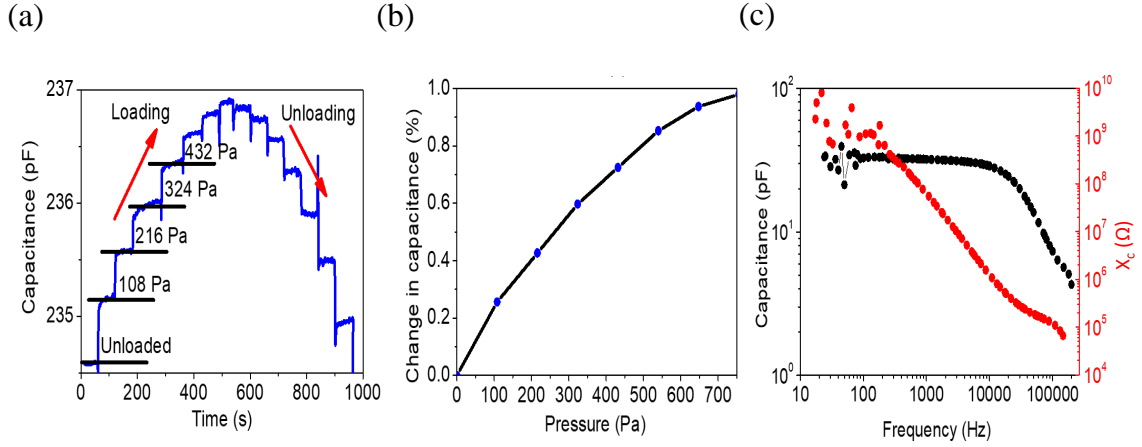 (a)
(b)
(c)
Capacitance (pF)
237
236
235
Loading
Unloading
432 Pa
324 Pa
216 Pa
108 Pa
Unloaded
0 200 400 600 800 1000
Time (s)
Change in capacitance (%)
1.0
0.8
0.6
0.4
0.2
0.0
0 100 200 300 400 500 600 700
Pressure (Pa)
Capacitance (pF)
10²
10¹
10⁰
10 100 1000 10000 100000
Frequency (Hz)
10¹⁰
10⁹
10⁸
10⁷
10⁶
10⁵
10⁴
X_c (Ω)